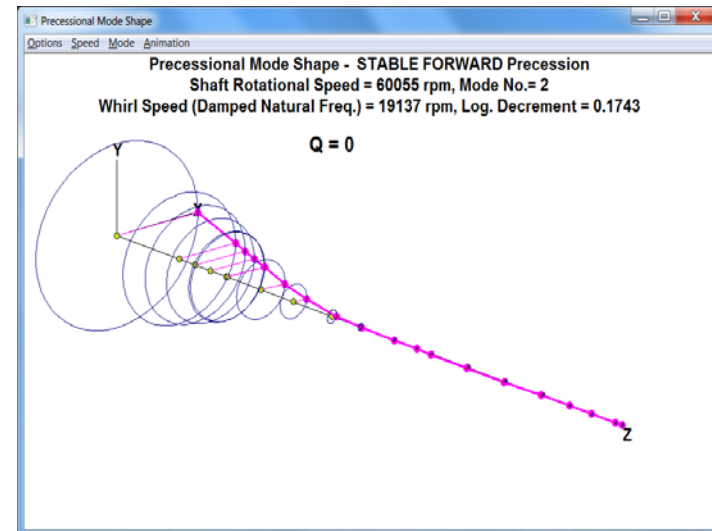 Precessional Mode Shape
Options Speed Mode Animation
Precessional Mode Shape - STABLE FORWARD Precession
Shaft Rotational Speed = 60055 rpm, Mode No.= 2
Whirl Speed (Damped Natural Freq.) = 19137 rpm, Log. Decrement = 0.1743
Q = 0
Y
X
Z